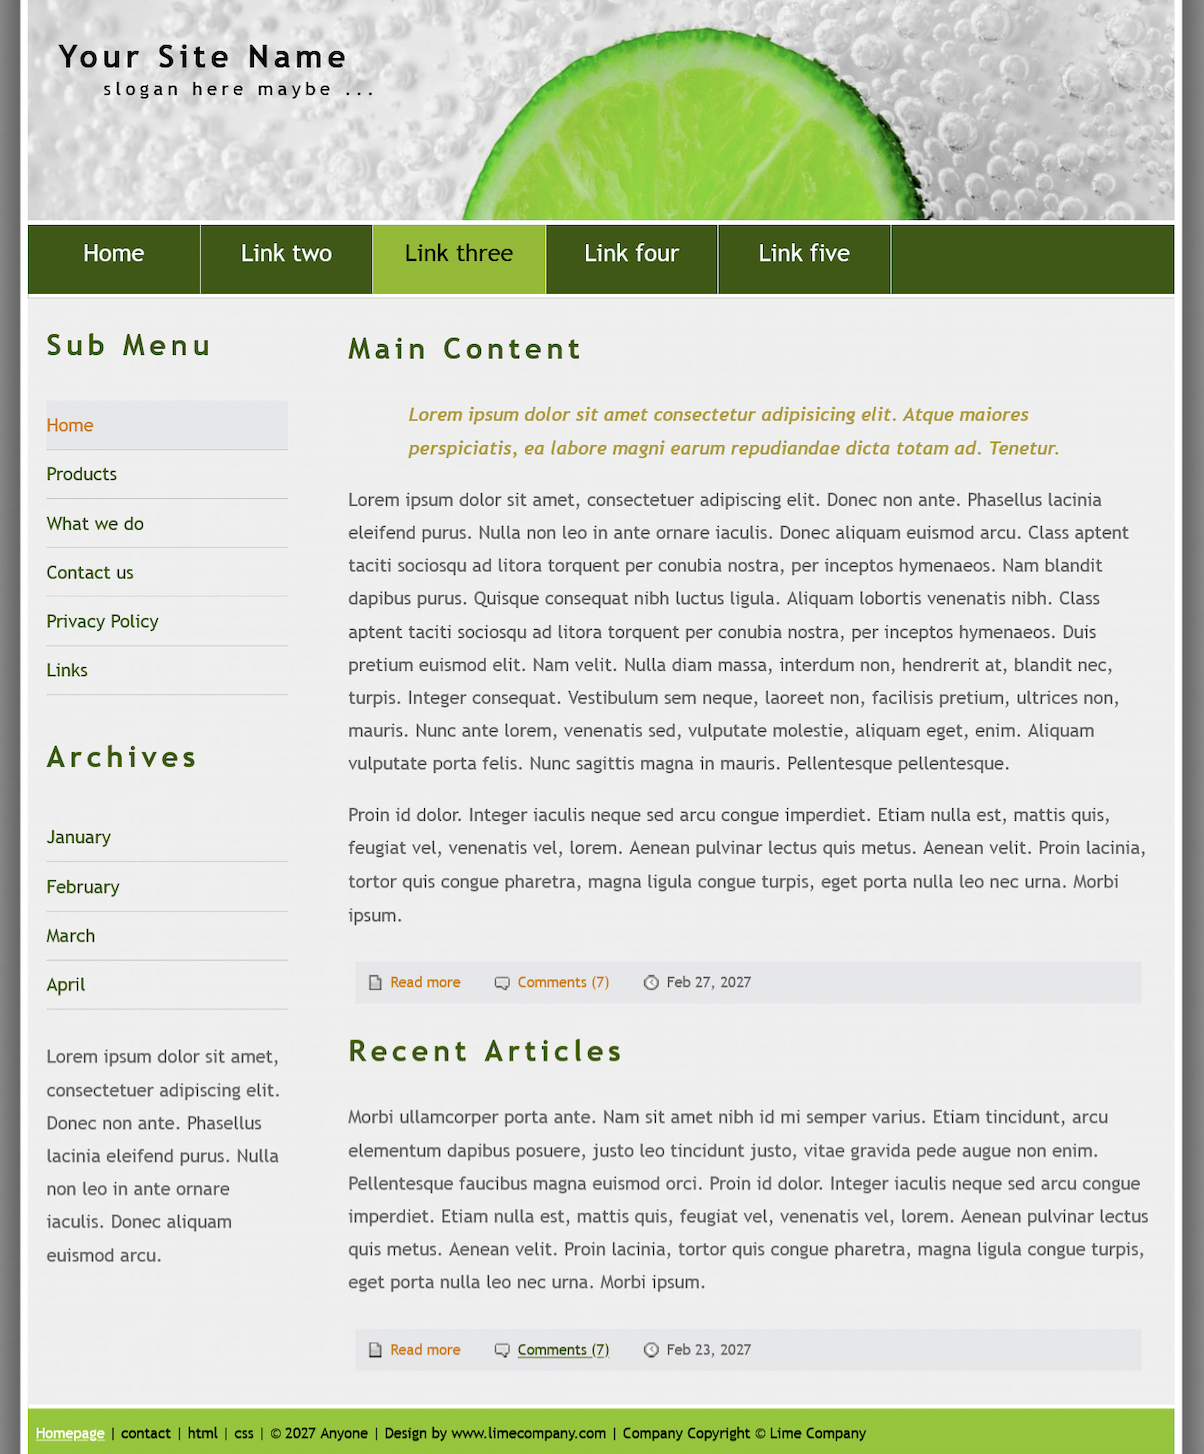 Your Site Name
slogan here maybe ...
Home
Link two
Link three
Link four
Link five
Sub Menu
Home
Products
What we do
Contact us
Privacy Policy
Links
Archives
January
February
March
April
Lorem ipsum dolor sit amet,
consectetuer adipiscing elit.
Donec non ante. Phasellus
lacinia eleifend purus. Nulla
non leo in ante ornare
iaculis. Donec aliquam
euismod arcu.
Main Content
Lorem ipsum dolor sit amet consectetur adipisicing elit. Atque maiores
perspiciatis, ea labore magni earum repudiandae dicta totam ad. Tenetur.
Lorem ipsum dolor sit amet, consectetuer adipiscing elit. Donec non ante. Phasellus lacinia
eleifend purus. Nulla non leo in ante ornare iaculis. Donec aliquam euismod arcu. Class aptent
taciti sociosqu ad litora torquent per conubia nostra, per inceptos hymenaeos. Nam blandit
dapibus purus. Quisque consequat nibh luctus ligula. Aliquam lobortis venenatis nibh. Class
aptent taciti sociosqu ad litora torquent per conubia nostra, per inceptos hymenaeos. Duis
pretium euismod elit. Nam velit. Nulla diam massa, interdum non, hendrerit at, blandit nec,
turpis. Integer consequat. Vestibulum sem neque, laoreet non, facilisis pretium, ultrices non,
mauris. Nunc ante lorem, venenatis sed, vulputate molestie, aliquam eget, enim. Aliquam
vulputate porta felis. Nunc sagittis magna in mauris. Pellentesque pellentesque.
Proin id dolor. Integer iaculis neque sed arcu congue imperdiet. Etiam nulla est, mattis quis,
feugiat vel, venenatis vel, lorem. Aenean pulvinar lectus quis metus. Aenean velit. Proin lacinia,
tortor quis congue pharetra, magna ligula congue turpis, eget porta nulla leo nec urna. Morbi
ipsum.
Read more Comments (7) Feb 27, 2027
Recent Articles
Morbi ullamcorper porta ante. Nam sit amet nibh id mi semper varius. Etiam tincidunt, arcu
elementum dapibus posuere, justo leo tincidunt justo, vitae gravida pede augue non enim.
Pellentesque faucibus magna euismod orci. Proin id dolor. Integer iaculis neque sed arcu congue
imperdiet. Etiam nulla est, mattis quis, feugiat vel, venenatis vel, lorem. Aenean pulvinar lectus
quis metus. Aenean velit. Proin lacinia, tortor quis congue pharetra, magna ligula congue turpis,
eget porta nulla leo nec urna. Morbi ipsum.
Read more Comments (7) Feb 23, 2027
Homepage | contact | html | css | © 2027 Anyone | Design by www.limecompany.com | Company Copyright © Lime Company